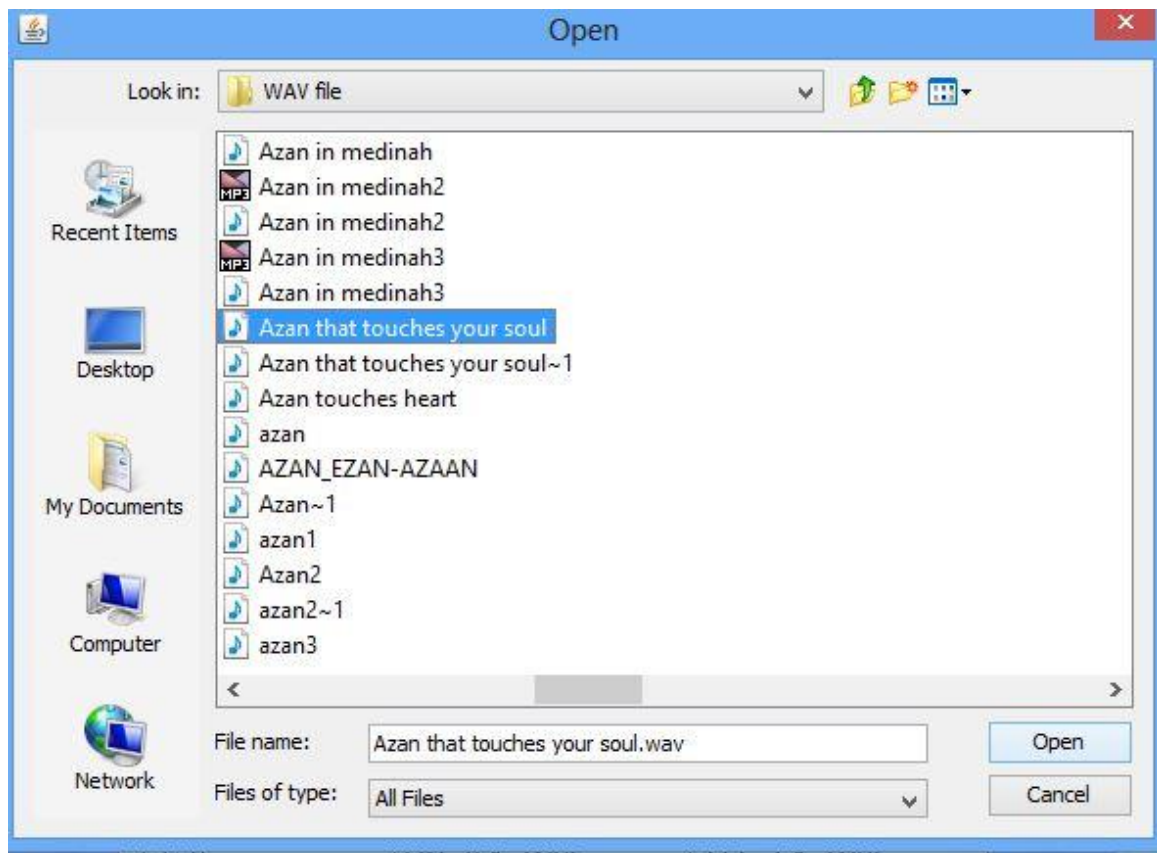 Open
Look in: WAV file
Azan in medinah
MP3 Azan in medinah2
Azan in medinah2
MP3 Azan in medinah3
Azan in medinah3
Azan that touches your soul
Azan that touches your soul~1
Azan touches heart
azan
AZAN_EZAN-AZAAN
Azan~1
azan1
Azan2
azan2~1
azan3
Recent Items
Desktop
My Documents
Computer
Network
File name: Azan that touches your soul.wav Open
Files of type: All Files Cancel